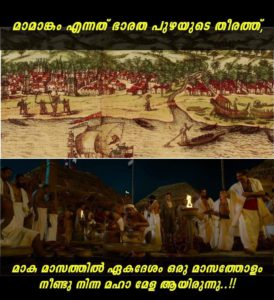 മാമാങ്കം എന്നത് ഭാരത പുഴയുടെ തീരത്ത്,
മാക മാസത്തിൽ ഏകദേശം ഒരു മാസത്തോളം
നീണ്ടു നിന്ന മഹാ മേള ആയിരുന്നു..!!